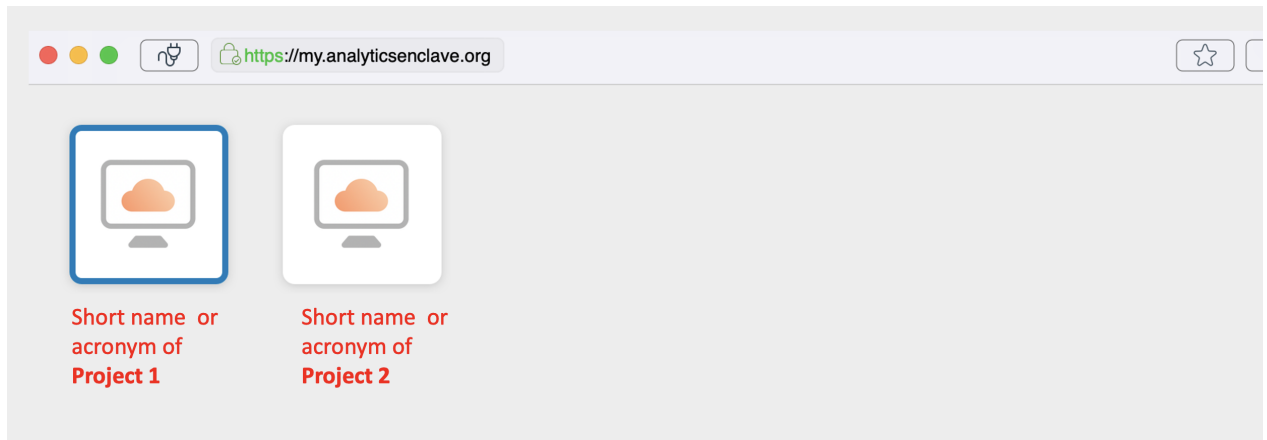 https://my.analyticsenclave.org
Short name or
acronym of
Project 1
Short name or
acronym of
Project 2